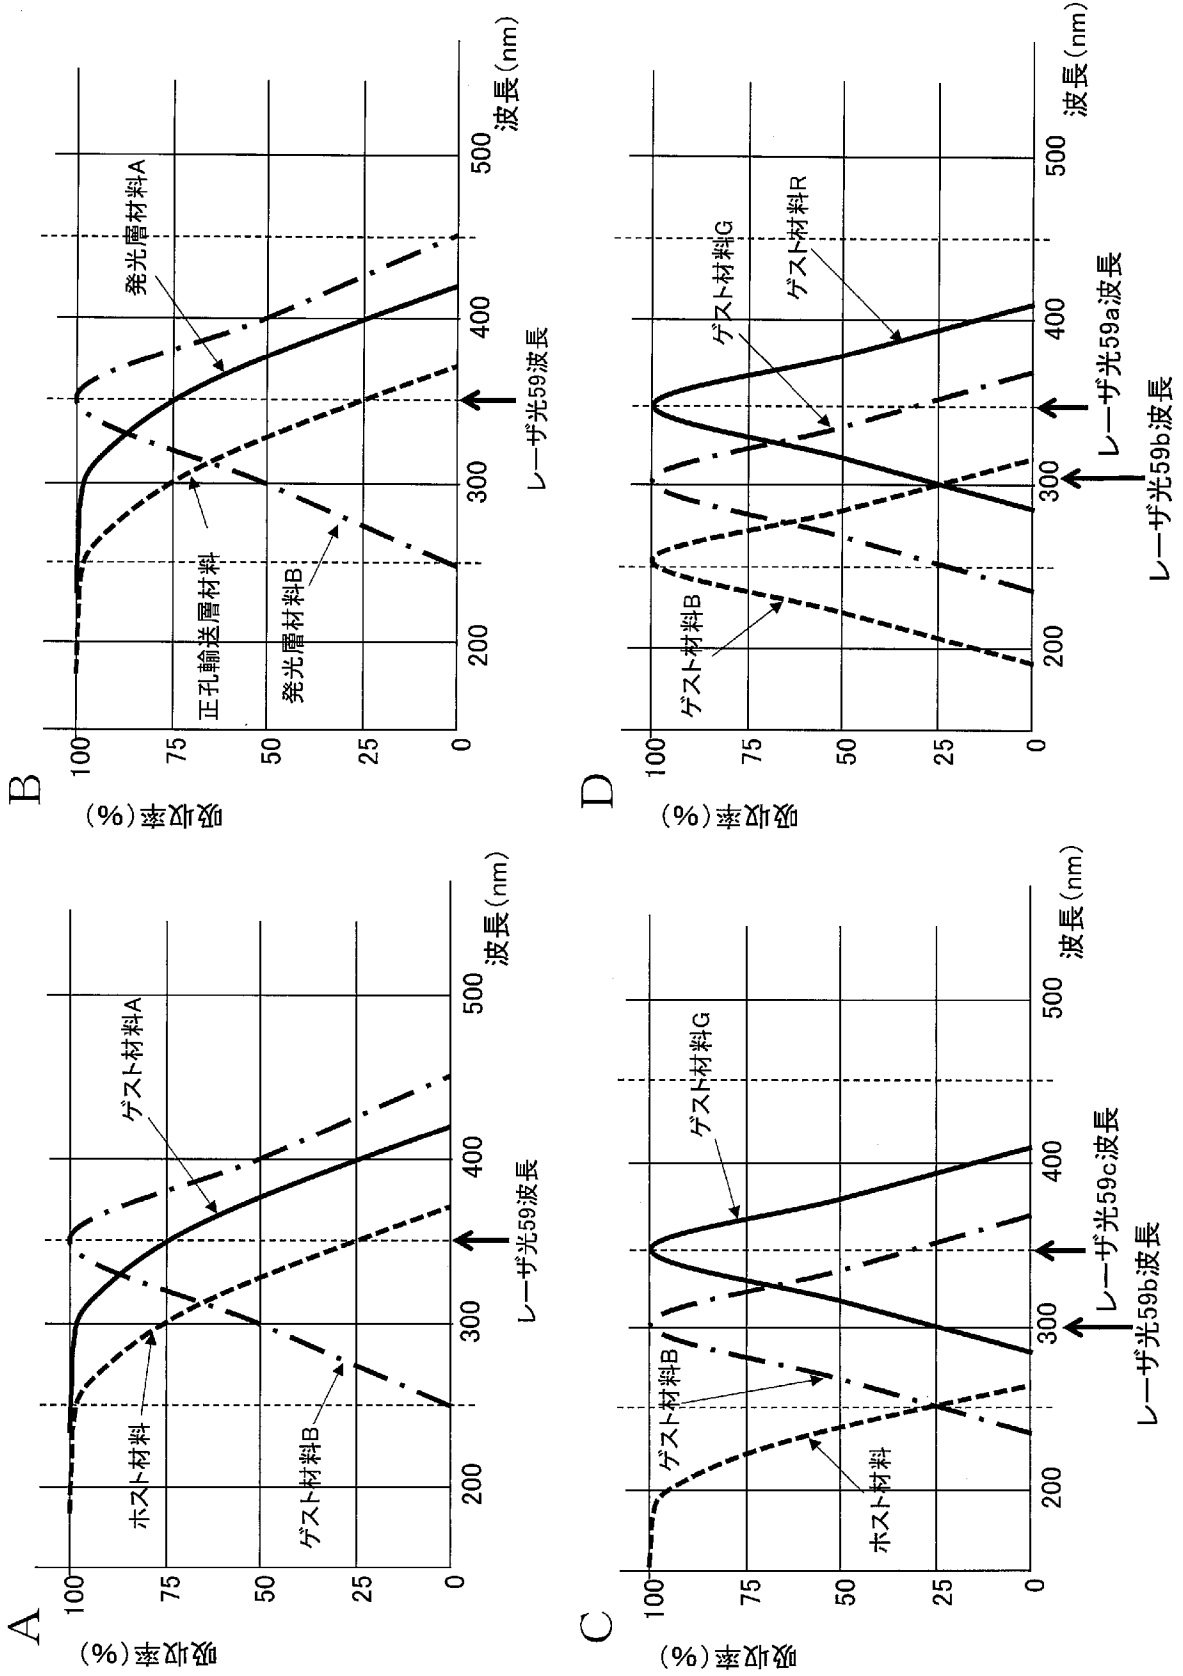 A
吸収率(%)
100
75
50
25
0
200
300
400
500
波長(nm)
ホスト材料
ゲスト材料A
ゲスト材料B
レーザ光59波長
B
吸収率(%)
100
75
50
25
0
200
300
400
500
波長(nm)
発光層材料A
正孔輸送層材料
発光層材料B
レーザ光59波長
C
吸収率(%)
100
75
50
25
0
200
300
400
500
波長(nm)
ゲスト材料G
ゲスト材料B
ホスト材料
レーザ光59c波長
レーザ光59b波長
D
吸収率(%)
100
75
50
25
0
200
300
400
500
波長(nm)
ゲスト材料G
ゲスト材料R
ゲスト材料B
レーザ光59a波長
レーザ光59b波長